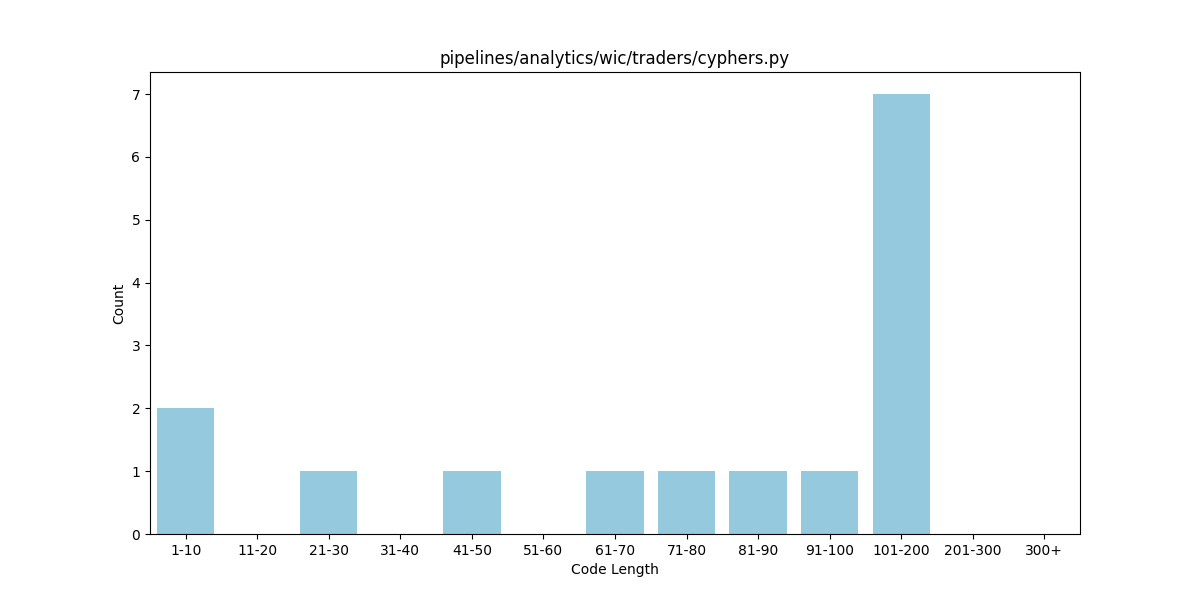 pipelines/analytics/wic/traders/cyphers.py
7
6
5
4
3
2
1
0
Count
1-10 11-20 21-30 31-40 41-50 51-60 61-70 71-80 81-90 91-100 101-200 201-300 300+
Code Length